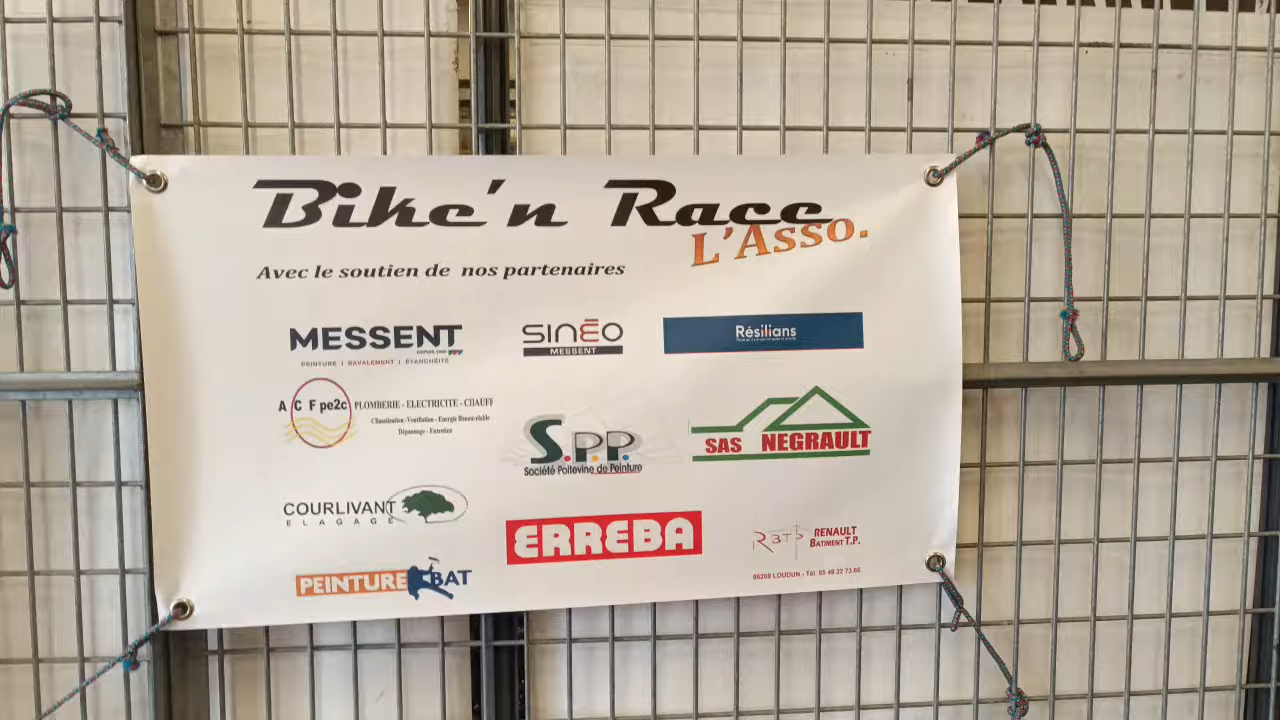 Bike'n Race
L'Asso.
Avec le soutien de nos partenaires
MESSENT
DEPUIS
PEINTURE | RAVALEMENT | ÉTANCHÉITÉ
SINÉO
MESSENT
Résilians
A C F pe2c PLOMBERIE - ELECTRICITE - CHAUFF
Climatisation - Ventilation - Energie Renouvelable
Dépannage - Entretien
S.P.P.
Société Poitevine de Peinture
SAS NEGRAULT
COURLIVANT
ELAGAGE
ERREBA
RBTP RENAULT
BATIMENT T.P.
86200 LOUDUN - Tél. 05 49 22 73 66
PEINTURE BAT